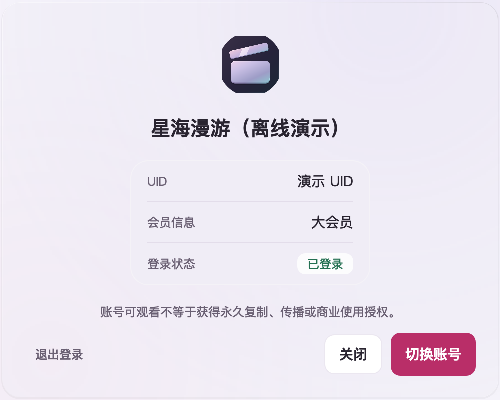 星海漫游（离线演示）
UID 演示 UID
会员信息 大会员
登录状态 已登录
账号可观看不等于获得永久复制、传播或商业使用授权。
退出登录 关闭 切换账号